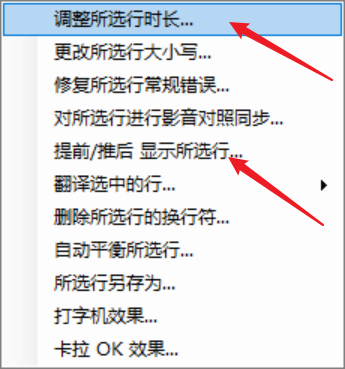 调整所选行时长...
更改所选行大小写...
修复所选行常规错误...
对所选行进行影音对照同步...
提前/推后 显示所选行...
翻译选中的行...
删除所选行的换行符...
自动平衡所选行...
所选行另存为...
打字机效果...
卡拉 OK 效果...